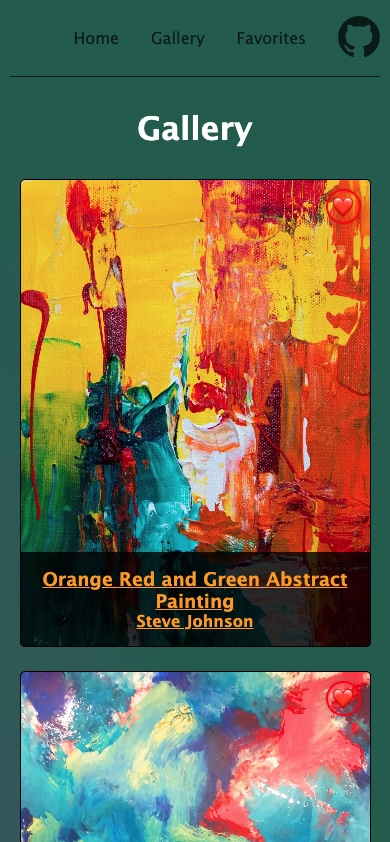 Home Gallery Favorites
Gallery
Orange Red and Green Abstract
Painting
Steve Johnson